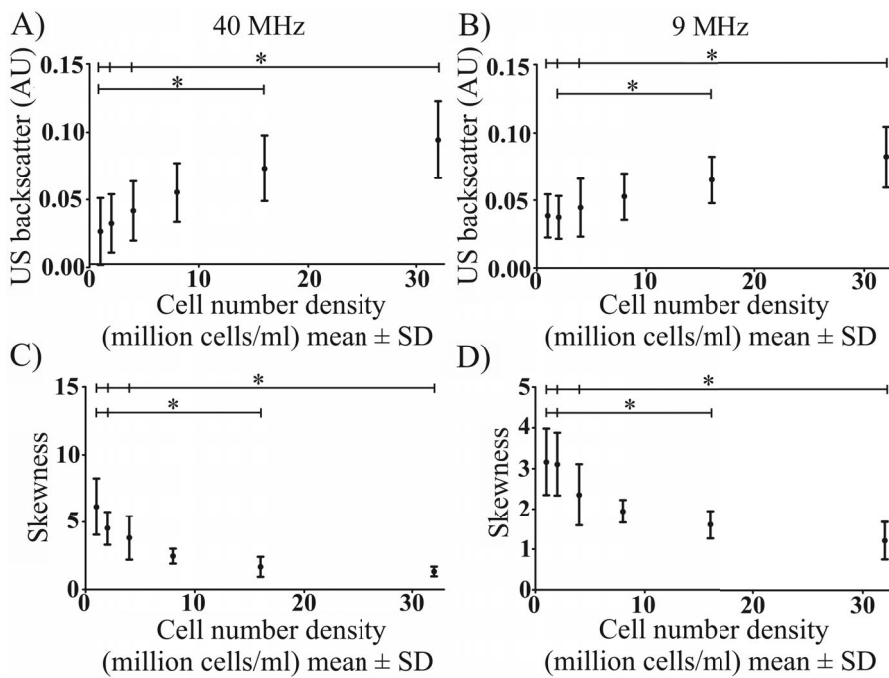 A) 40 MHz
US backscatter (AU)
0.15
*
*
0.10
0.05
0.00
0 10 20 30
Cell number density
(million cells/ml) mean ± SD
B) 9 MHz
US backscatter (AU)
0.15
*
*
0.10
0.05
0.00
0 10 20 30
Cell number density
(million cells/ml) mean ± SD
C)
Skewness
15
*
*
10
5
0
0 10 20 30
Cell number density
(million cells/ml) mean ± SD
D)
Skewness
5
*
*
4
3
2
1
0
0 10 20 30
Cell number density
(million cells/ml) mean ± SD